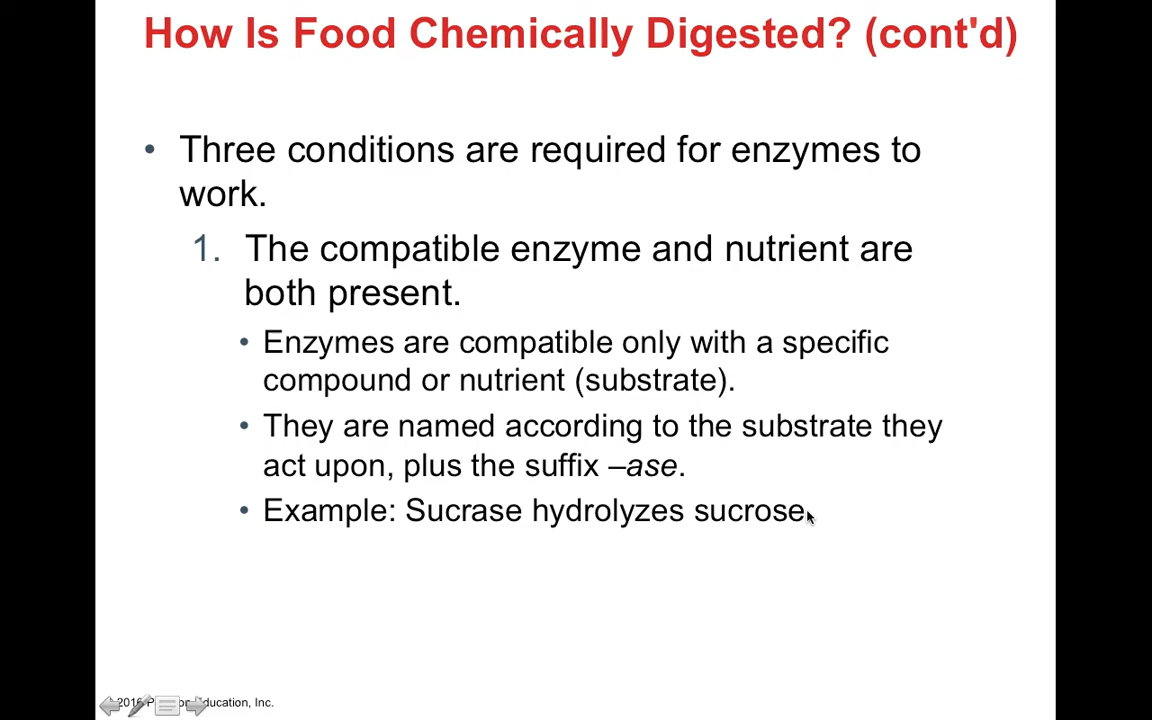 How Is Food Chemically Digested? (cont'd)
• Three conditions are required for enzymes to
work.
1. The compatible enzyme and nutrient are
both present.
• Enzymes are compatible only with a specific
compound or nutrient (substrate).
• They are named according to the substrate they
act upon, plus the suffix –ase.
• Example: Sucrase hydrolyzes sucrose.
2016 Education, Inc.